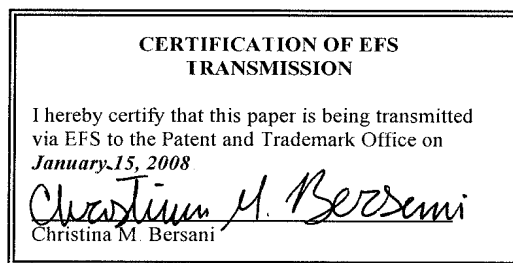 CERTIFICATION OF EFS
TRANSMISSION
I hereby certify that this paper is being transmitted
via EFS to the Patent and Trademark Office on
January 15, 2008
Christina M. Bersani
Christina M. Bersani